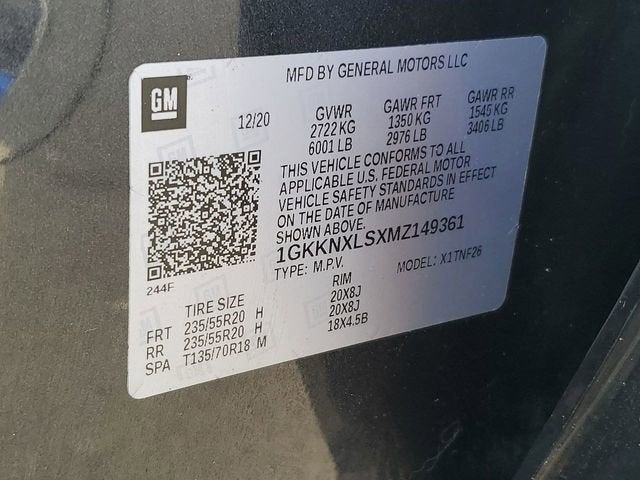 MFD BY GENERAL MOTORS LLC
GM
12/20
GVWR GAWR FRT GAWR RR
2722 KG 1350 KG 1545 KG
6001 LB 2976 LB 3406 LB
THIS VEHICLE CONFORMS TO ALL
APPLICABLE U.S. FEDERAL MOTOR
VEHICLE SAFETY STANDARDS IN EFFECT
ON THE DATE OF MANUFACTURE
SHOWN ABOVE.
1GKKNXLSXMZ149361
TYPE: M.P.V. MODEL: X1TNF26
244F
TIRE SIZE RIM
FRT 235/55R20 H 20X8J
RR 235/55R20 H 20X8J
SPA T135/70R18 M 18X4.5B